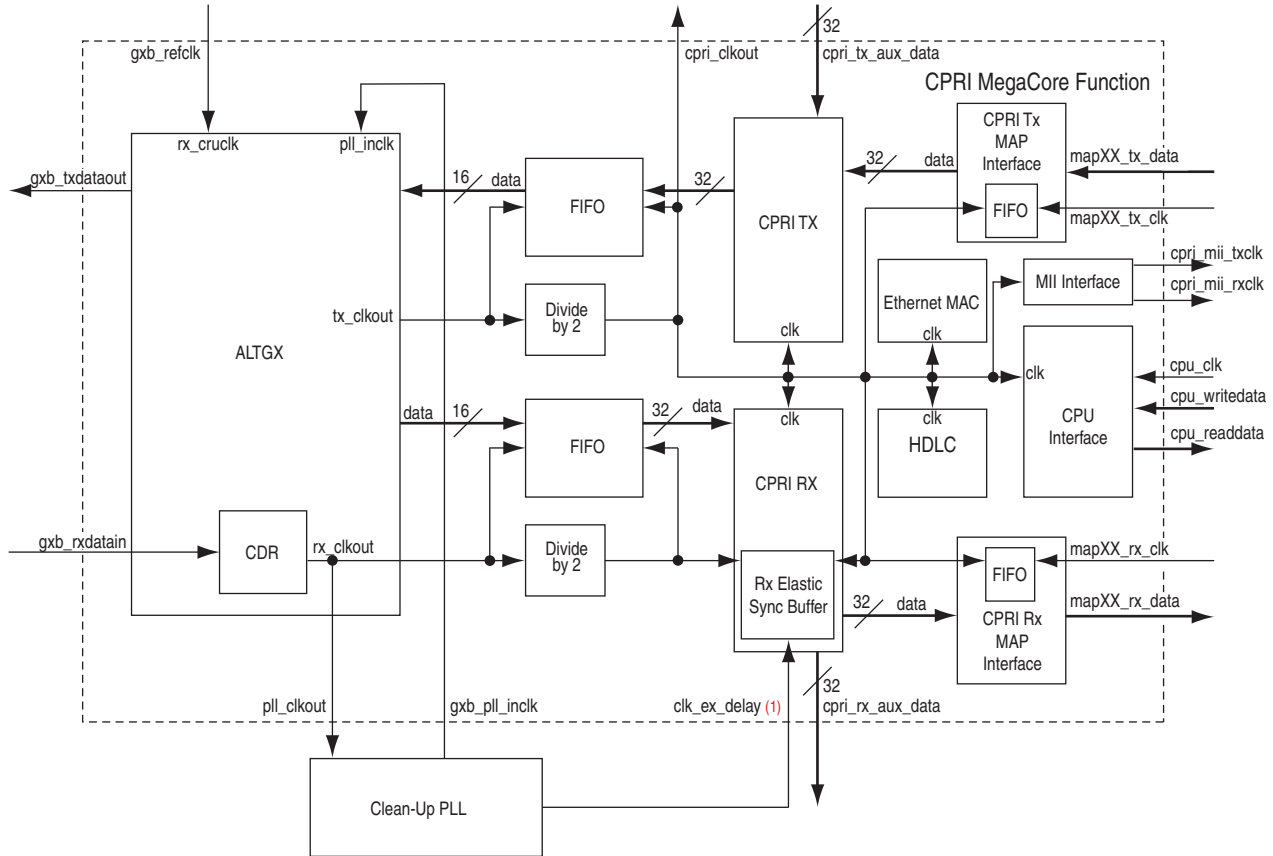 gxb_refclk
cpri_clkout
32
cpri_tx_aux_data
CPRI MegaCore Function
rx_cruclk
pll_inclk
gxb_txdataout
16
data
FIFO
32
CPRI TX
clk
32
data
CPRI Tx
MAP
Interface
FIFO
mapXX_tx_data
mapXX_tx_clk
cpri_mii_txclk
MII Interface
cpri_mii_rxclk
Ethernet MAC
clk
tx_clkout
Divide
by 2
ALTGX
clk
CPU
Interface
cpu_clk
cpu_writedata
cpu_readdata
data
16
FIFO
32
data
clk
CPRI RX
clk
HDLC
gxb_rxdatain
CDR
rx_clkout
Divide
by 2
Rx Elastic
Sync Buffer
32
data
FIFO
CPRI Rx
MAP
Interface
mapXX_rx_clk
mapXX_rx_data
pll_clkout
gxb_pll_inclk
clk_ex_delay (1)
32
cpri_rx_aux_data
Clean-Up PLL